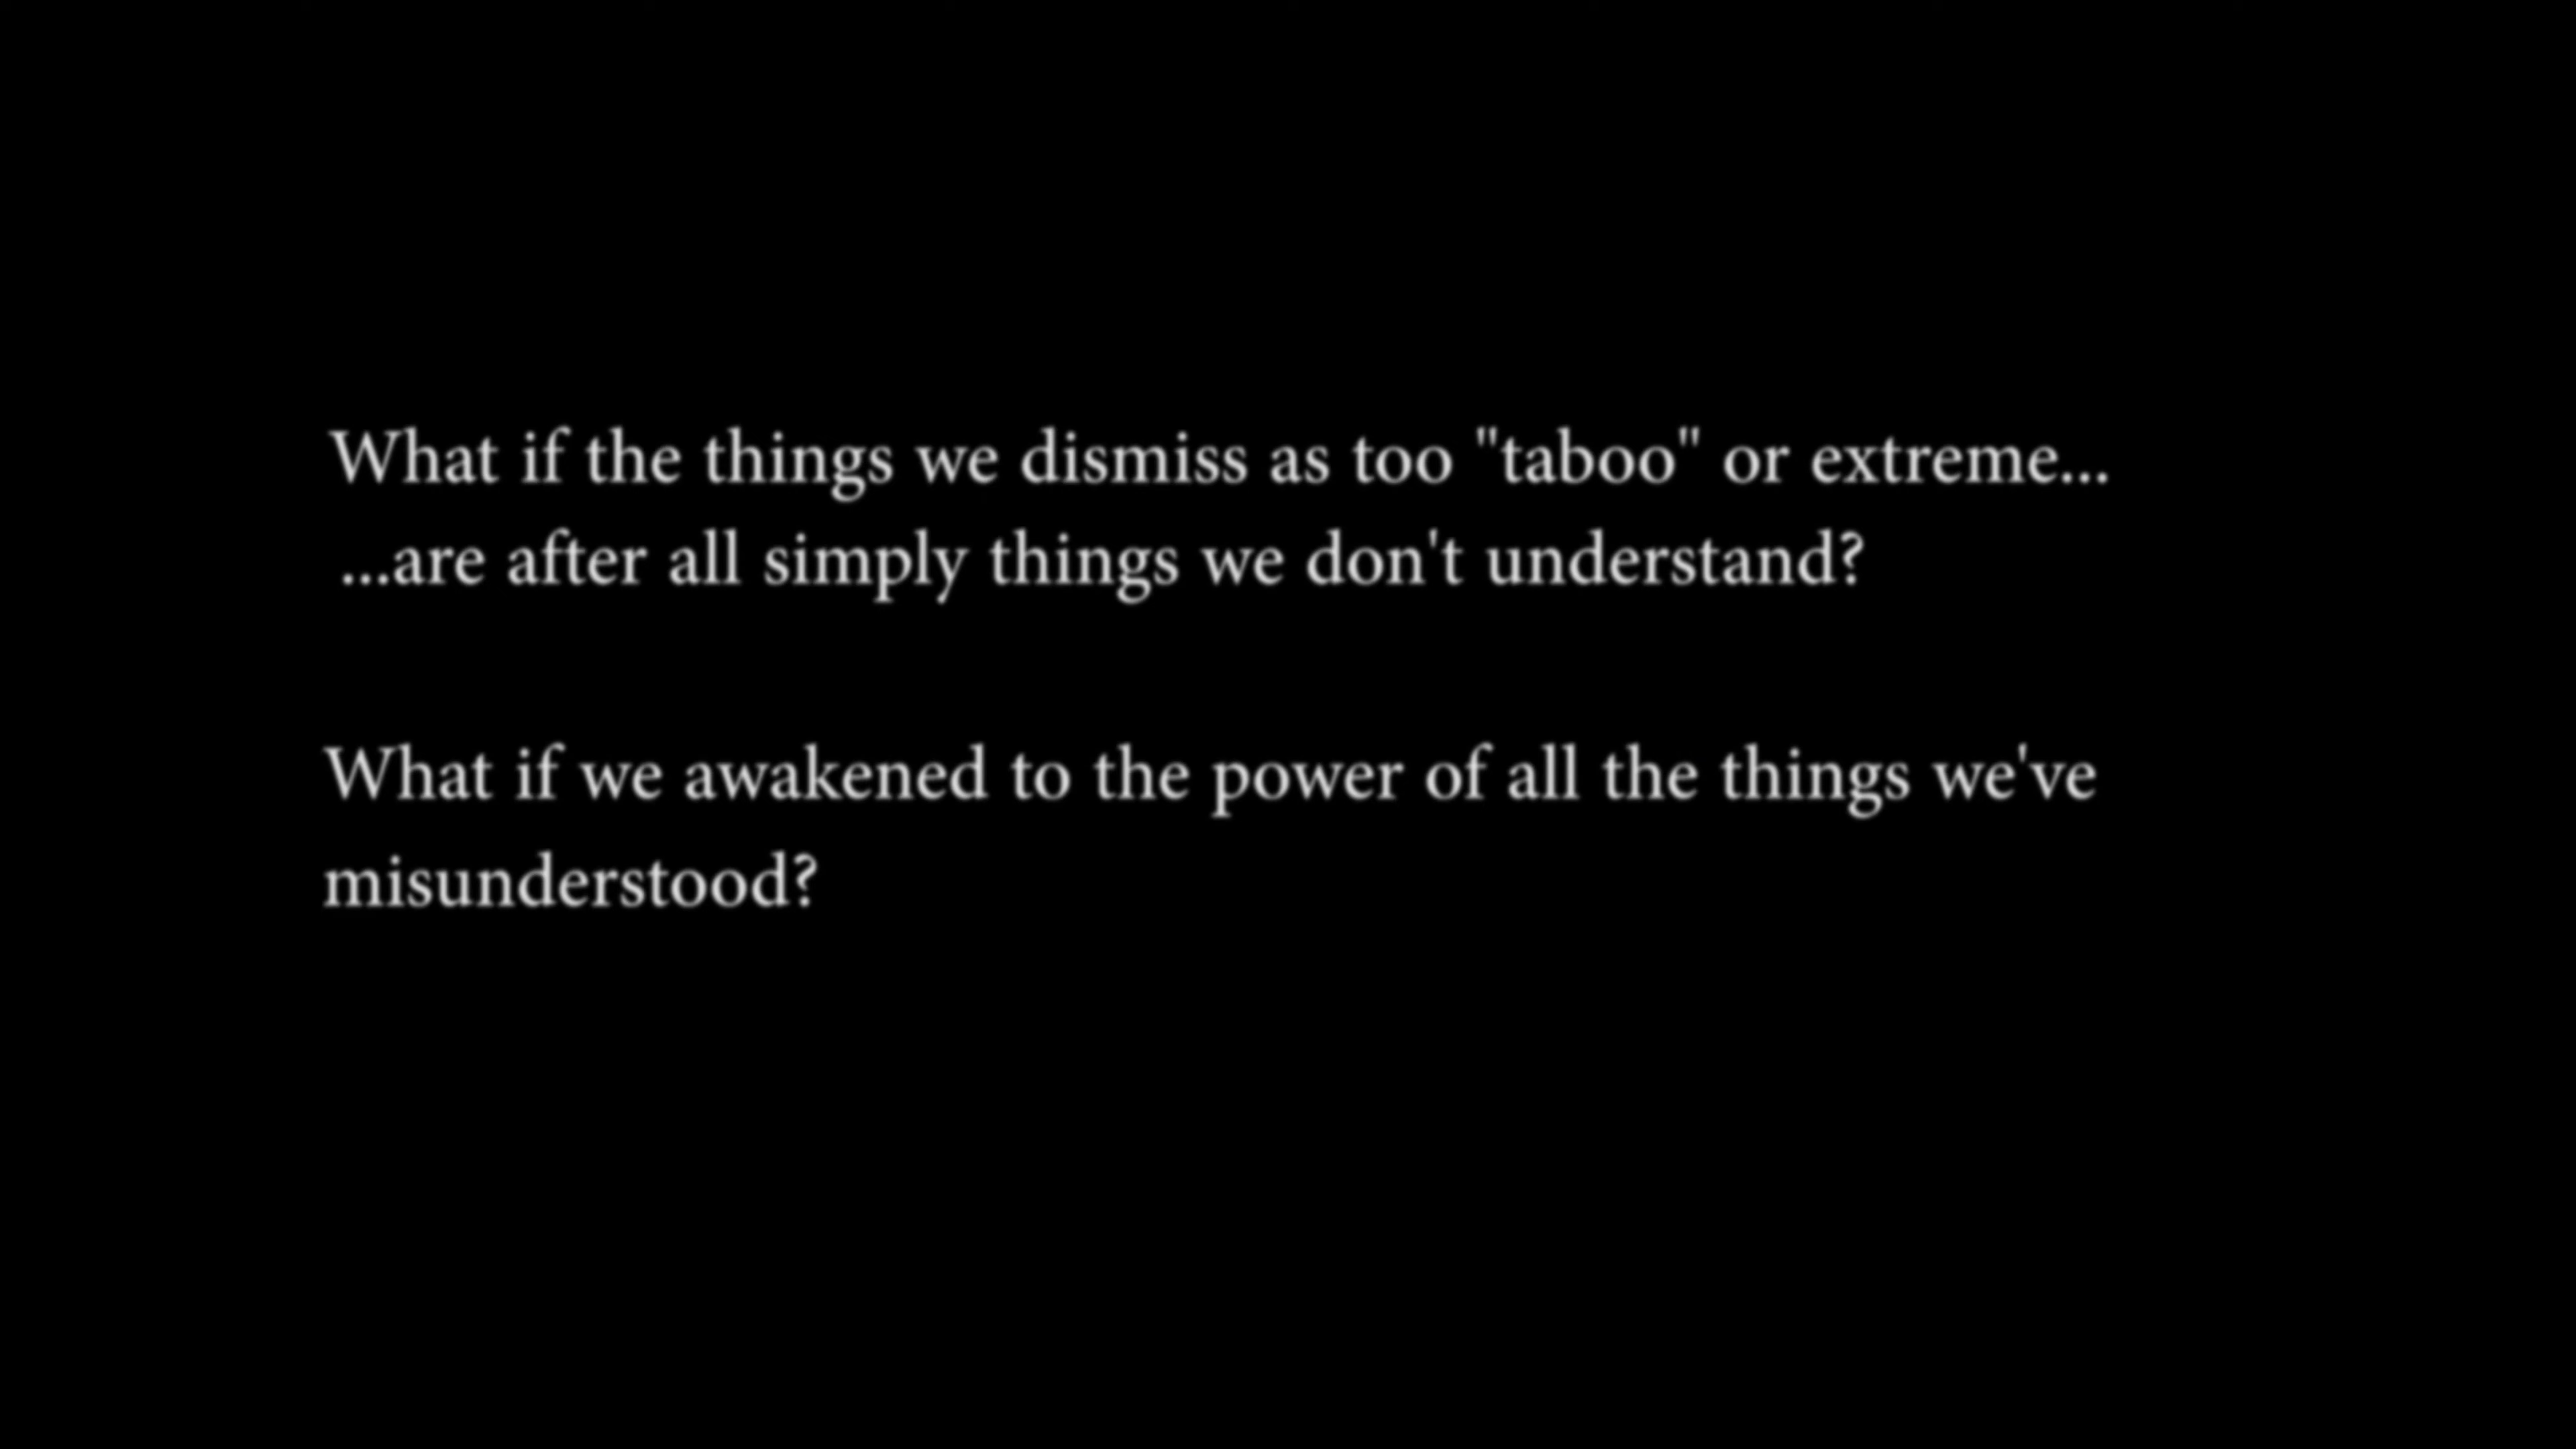 What if the things we dismiss as too "taboo" or extreme...
...are after all simply things we don't understand?
What if we awakened to the power of all the things we've
misunderstood?